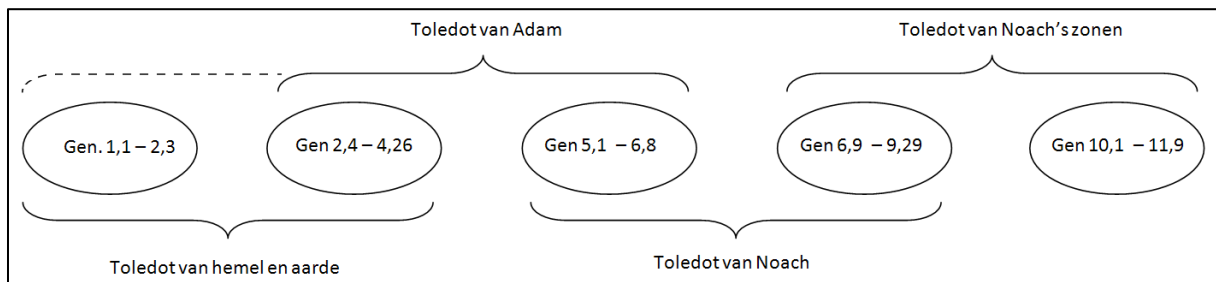 Toledot van Adam
Toledot van Noach’s zonen
Gen. 1,1 – 2,3
Gen 2,4 – 4,26
Gen 5,1 – 6,8
Gen 6,9 – 9,29
Gen 10,1 – 11,9
Toledot van hemel en aarde
Toledot van Noach